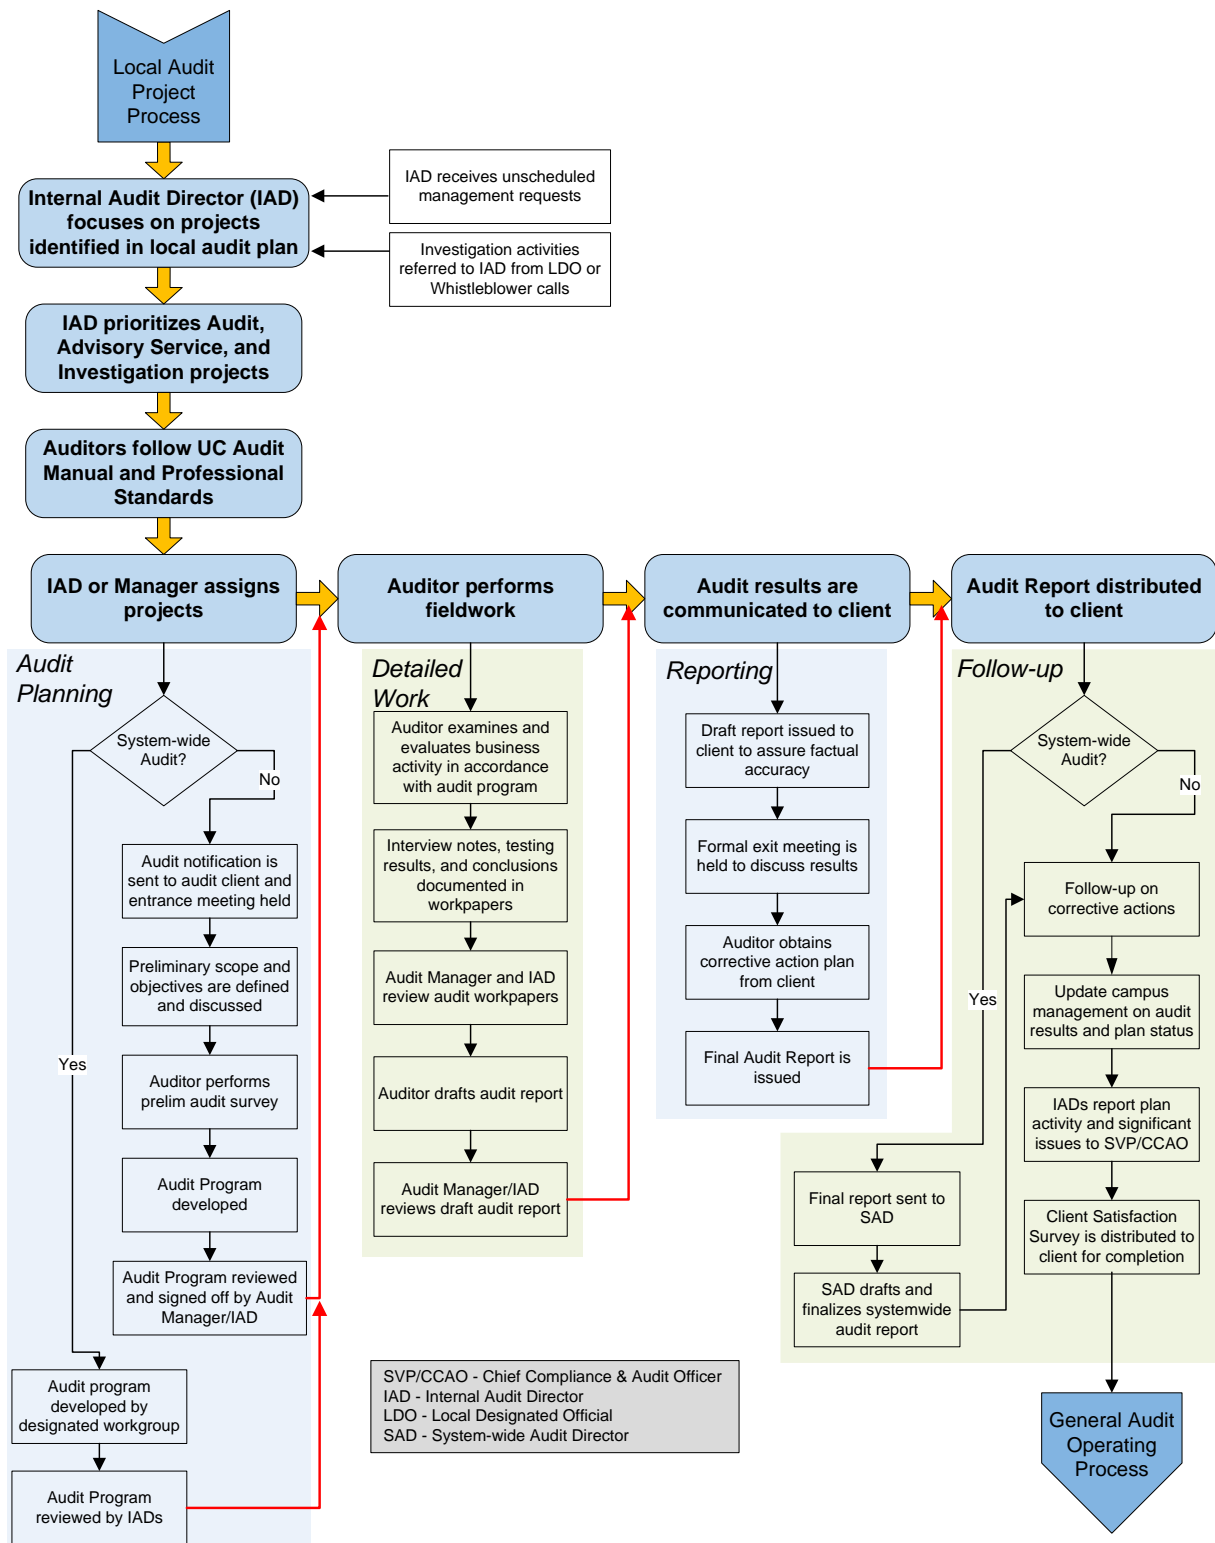 Local Audit
Project
Process
Internal Audit Director (IAD)
focuses on projects
identified in local audit plan
IAD receives unscheduled
management requests
Investigation activities
referred to IAD from LDO or
Whistleblower calls
IAD prioritizes Audit,
Advisory Service, and
Investigation projects
Auditors follow UC Audit
Manual and Professional
Standards
IAD or Manager assigns
projects
Auditor performs
fieldwork
Audit results are
communicated to client
Audit Report distributed
to client
Audit
Planning
System-wide
Audit?
No
Yes
Audit notification is
sent to audit client and
entrance meeting held
Preliminary scope and
objectives are defined
and discussed
Auditor performs
prelim audit survey
Audit Program
developed
Audit Program reviewed
and signed off by Audit
Manager/IAD
Audit program
developed by
designated workgroup
Audit Program
reviewed by IADs
Detailed
Work
Auditor examines and
evaluates business
activity in accordance
with audit program
Interview notes, testing
results, and conclusions
documented in
workpapers
Audit Manager and IAD
review audit workpapers
Auditor drafts audit report
Audit Manager/IAD
reviews draft audit report
Reporting
Draft report issued to
client to assure factual
accuracy
Formal exit meeting is
held to discuss results
Auditor obtains
corrective action plan
from client
Final Audit Report is
issued
Follow-up
System-wide
Audit?
No
Yes
Follow-up on
corrective actions
Update campus
management on audit
results and plan status
IADs report plan
activity and significant
issues to SVP/CCAO
Client Satisfaction
Survey is distributed to
client for completion
Final report sent to
SAD
SAD drafts and
finalizes systemwide
audit report
SVP/CCAO - Chief Compliance & Audit Officer
IAD - Internal Audit Director
LDO - Local Designated Official
SAD - System-wide Audit Director
General Audit
Operating
Process